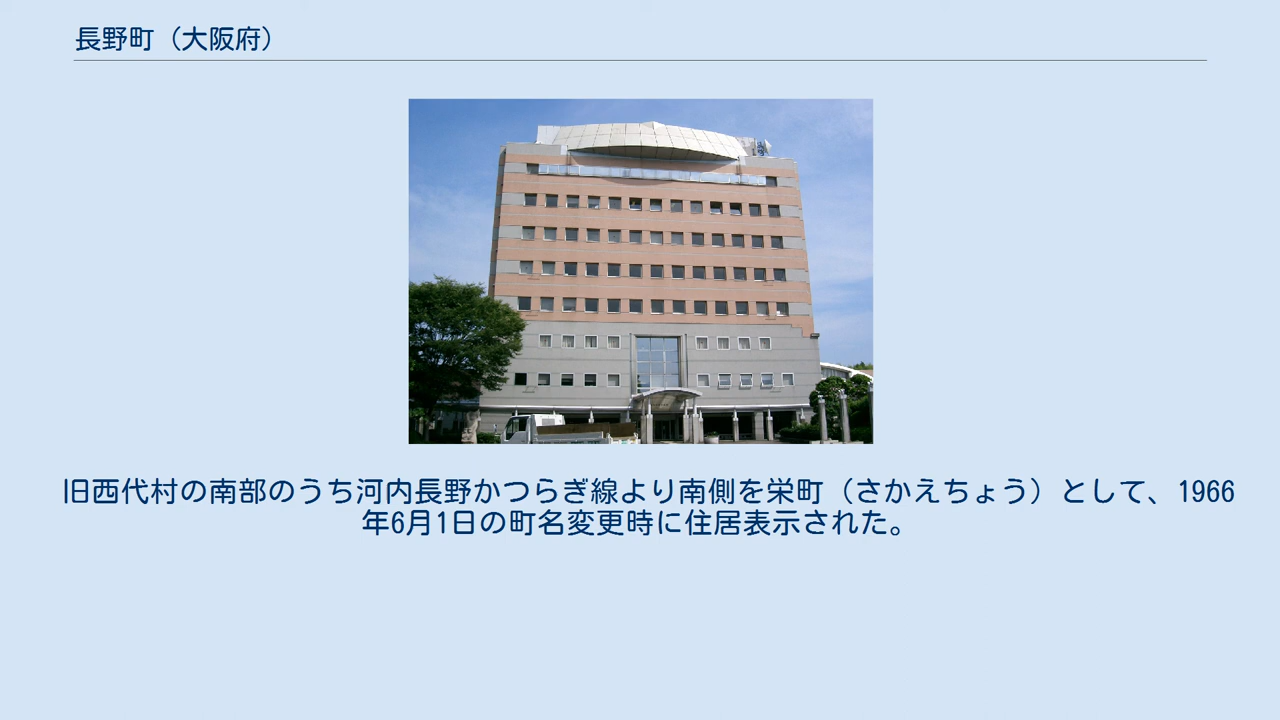 長野町（大阪府）
旧西代村の南部のうち河内長野かつらぎ線より南側を栄町（さかえちょう）として、1966
年6月1日の町名変更時に住居表示された。